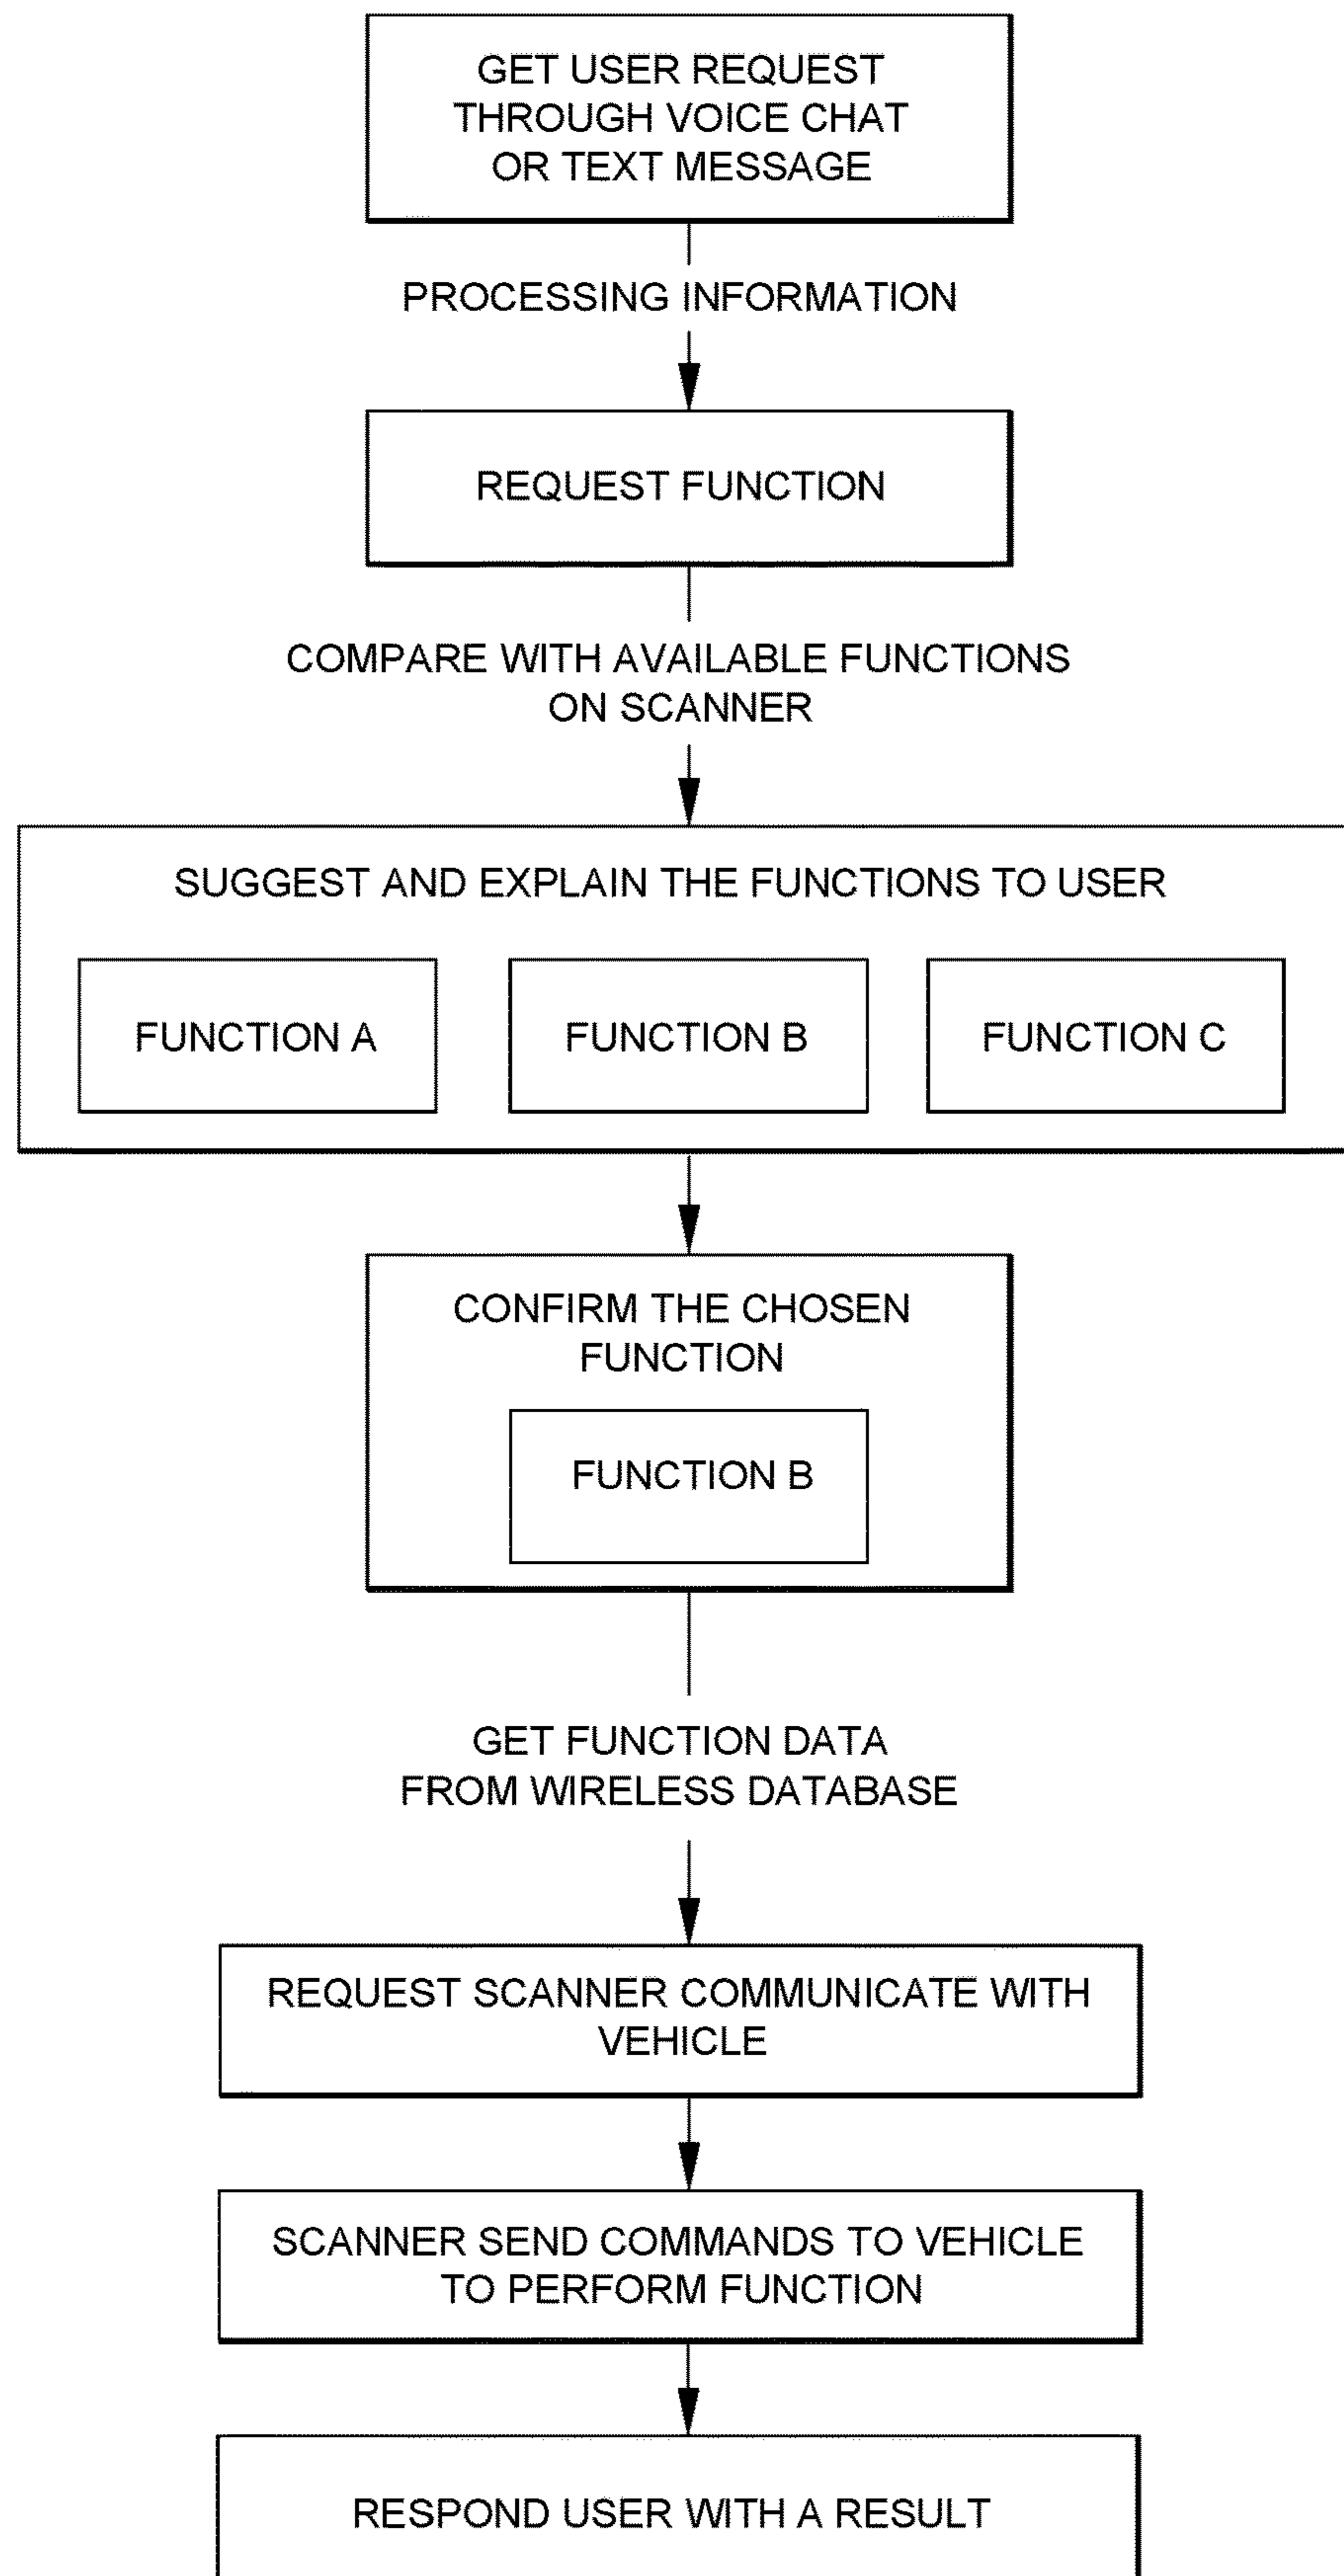 GET USER REQUEST
THROUGH VOICE CHAT
OR TEXT MESSAGE
PROCESSING INFORMATION
REQUEST FUNCTION
COMPARE WITH AVAILABLE FUNCTIONS
ON SCANNER
SUGGEST AND EXPLAIN THE FUNCTIONS TO USER
FUNCTION A
FUNCTION B
FUNCTION C
CONFIRM THE CHOSEN
FUNCTION
FUNCTION B
GET FUNCTION DATA
FROM WIRELESS DATABASE
REQUEST SCANNER COMMUNICATE WITH
VEHICLE
SCANNER SEND COMMANDS TO VEHICLE
TO PERFORM FUNCTION
RESPOND USER WITH A RESULT